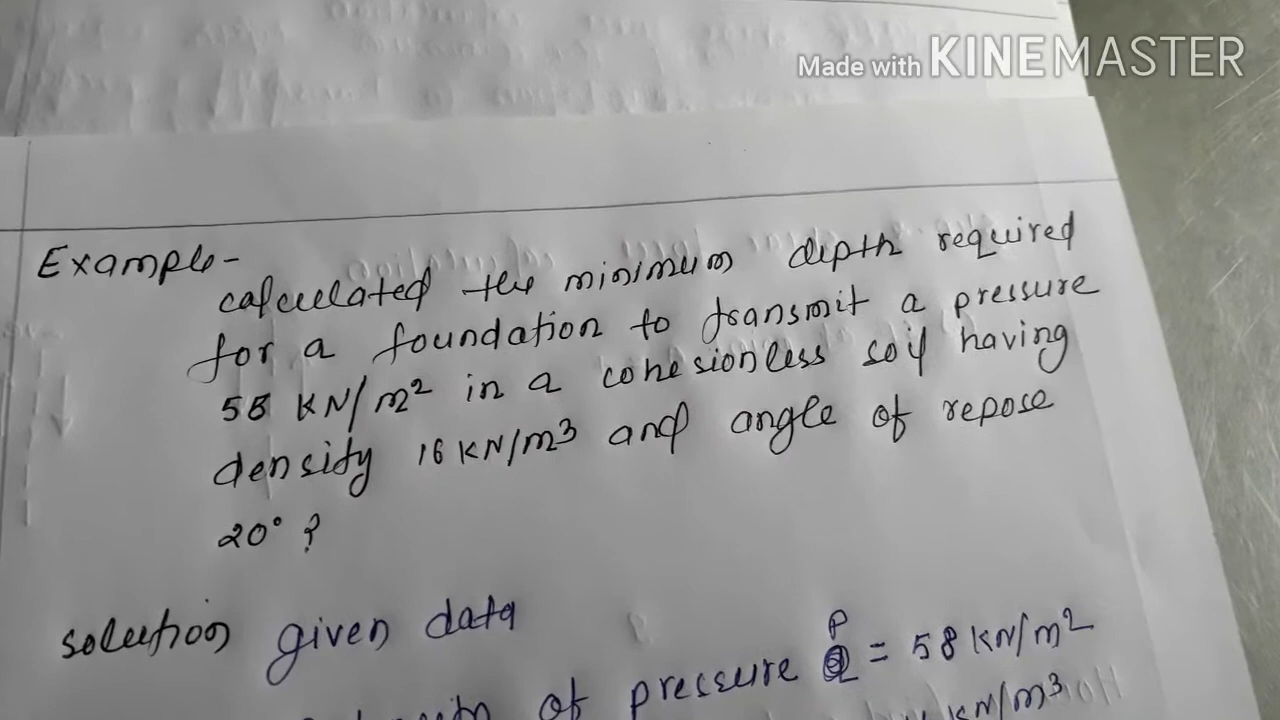 Made with KINEMASTER
Example-
calculated the minimum depth required
for a foundation to transmit a pressure
58 KN/m² in a cohesionless soil having
density 16 KN/m³ and angle of repose
20° ?
solution given data
of pressure P = 58 KN/m²
KN/m³